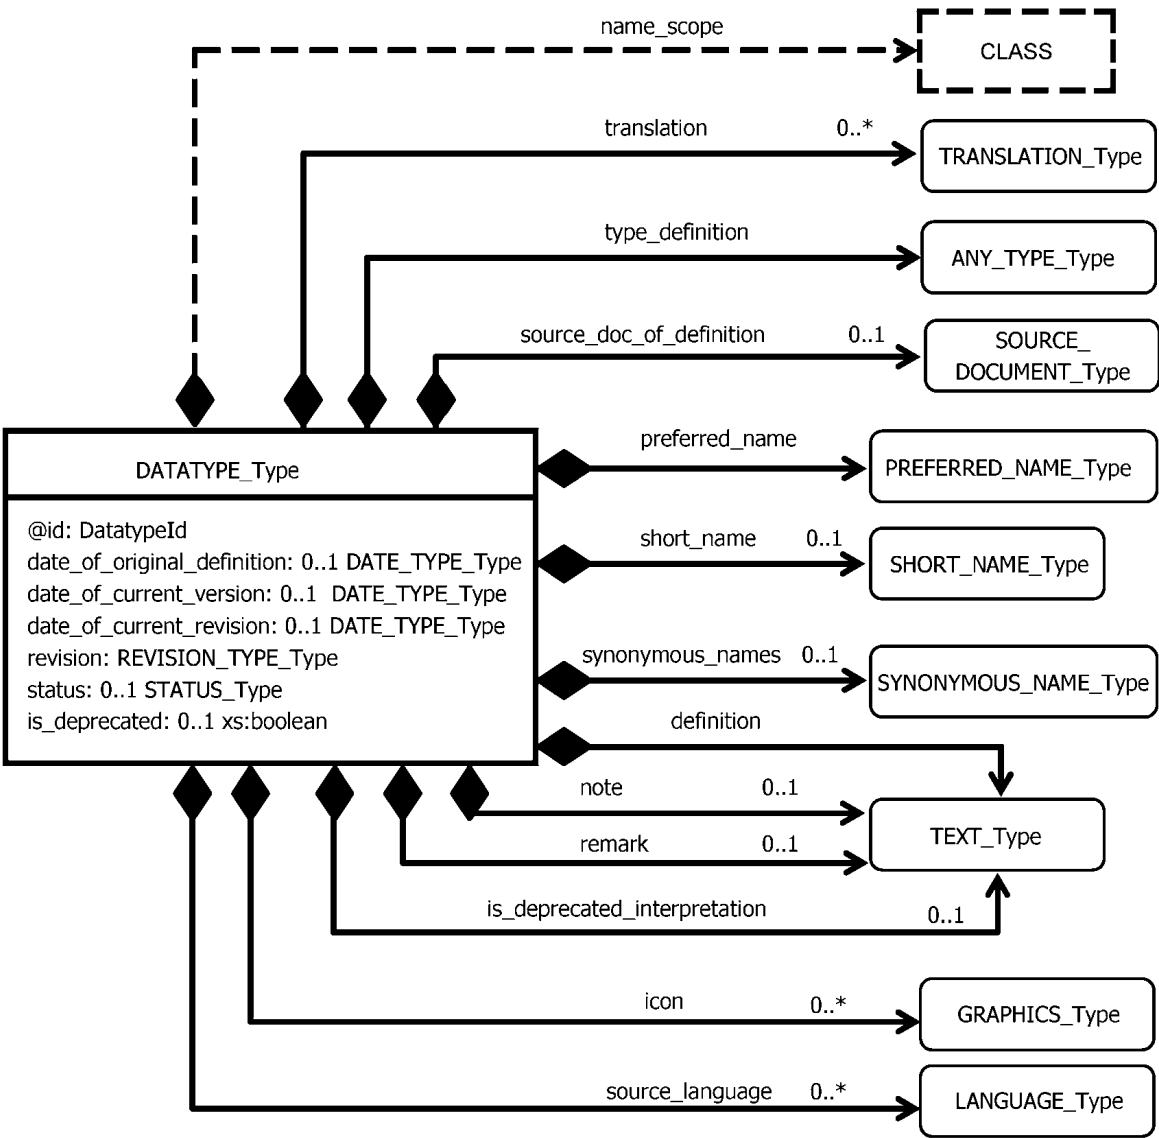 name_scope
CLASS
translation 0..*
TRANSLATION_Type
type_definition
ANY_TYPE_Type
source_doc_of_definition 0..1
SOURCE_
DOCUMENT_Type
DATATYPE_Type
@id: DatatypeId
date_of_original_definition: 0..1 DATE_TYPE_Type
date_of_current_version: 0..1 DATE_TYPE_Type
date_of_current_revision: 0..1 DATE_TYPE_Type
revision: REVISION_TYPE_Type
status: 0..1 STATUS_Type
is_deprecated: 0..1 xs:boolean
preferred_name
PREFERRED_NAME_Type
short_name 0..1
SHORT_NAME_Type
synonymous_names 0..1
SYNONYMOUS_NAME_Type
definition
note 0..1
remark 0..1
TEXT_Type
is_deprecated_interpretation 0..1
icon 0..*
GRAPHICS_Type
source_language 0..*
LANGUAGE_Type